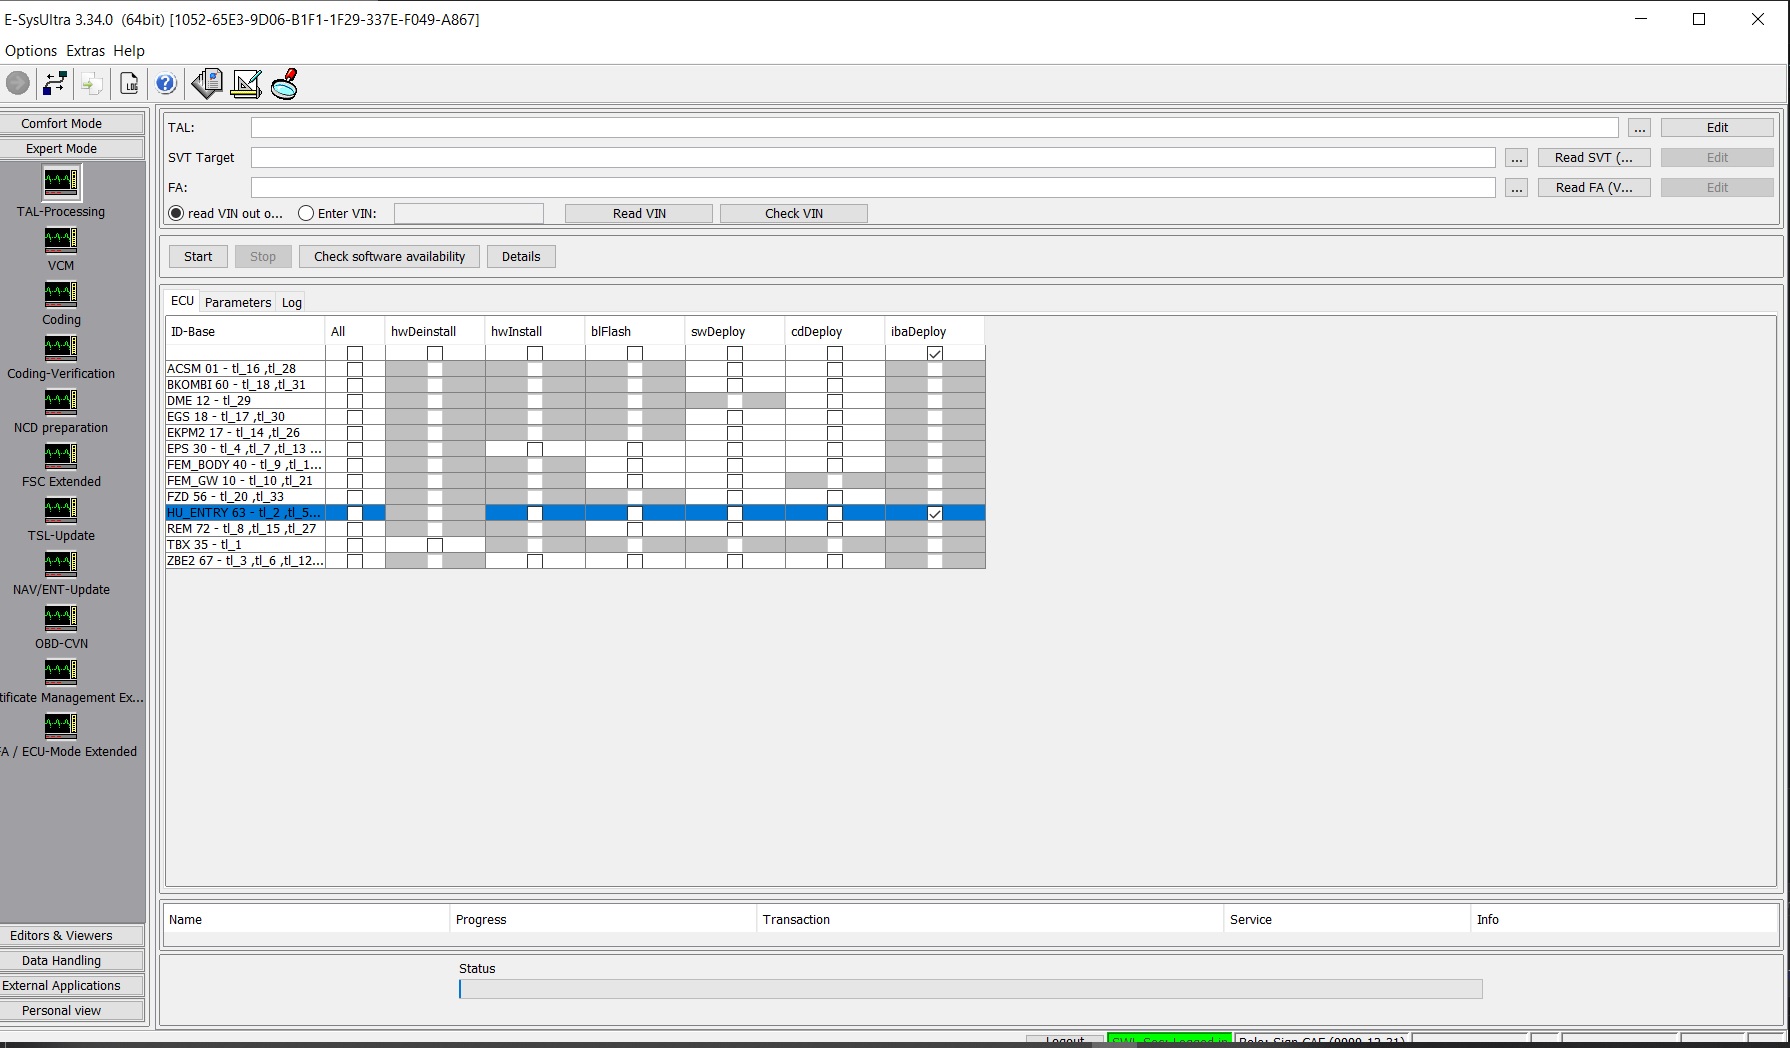 E-SysUltra 3.34.0 (64bit) [1052-65E3-9D06-B1F1-1F29-337E-F049-A867]
Options Extras Help
LOG
Comfort Mode
Expert Mode
TAL-Processing
VCM
Coding
Coding-Verification
NCD preparation
FSC Extended
TSL-Update
NAV/ENT-Update
OBD-CVN
tificate Management Ex...
/ ECU-Mode Extended
Editors & Viewers
Data Handling
External Applications
Personal view
TAL: ... Edit
SVT Target ... Read SVT (... Edit
FA: ... Read FA (V... Edit
read VIN out o... Enter VIN: Read VIN Check VIN
Start Stop Check software availability Details
ECU Parameters Log
ID-Base All hwDeinstall hwInstall blFlash swDeploy cdDeploy ibaDeploy
ACSM 01 - tl_16 ,tl_28
BKOMBI 60 - tl_18 ,tl_31
DME 12 - tl_29
EGS 18 - tl_17 ,tl_30
EKPM2 17 - tl_14 ,tl_26
EPS 30 - tl_4 ,tl_7 ,tl_13 ...
FEM_BODY 40 - tl_9 ,tl_1...
FEM_GW 10 - tl_10 ,tl_21
FZD 56 - tl_20 ,tl_33
HU_ENTRY 63 - tl_2 ,tl_5...
REM 72 - tl_8 ,tl_15 ,tl_27
TBX 35 - tl_1
ZBE2 67 - tl_3 ,tl_6 ,tl_12...
Name Progress Transaction Service Info
Status
Logout